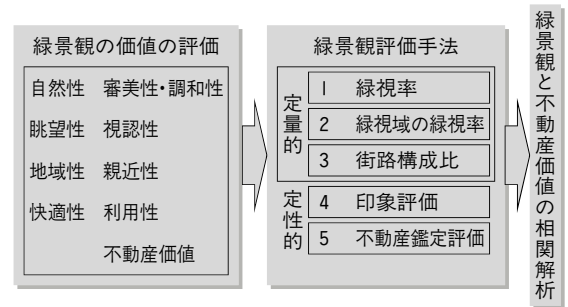 緑景観の価値の評価
自然性 審美性・調和性
眺望性 視認性
地域性 親近性
快適性 利用性
不動産価値
緑景観評価手法
定量的
1 緑視率
2 緑視域の緑視率
3 街路構成比
定性的
4 印象評価
5 不動産鑑定評価
緑景観と不動産価値の相関解析